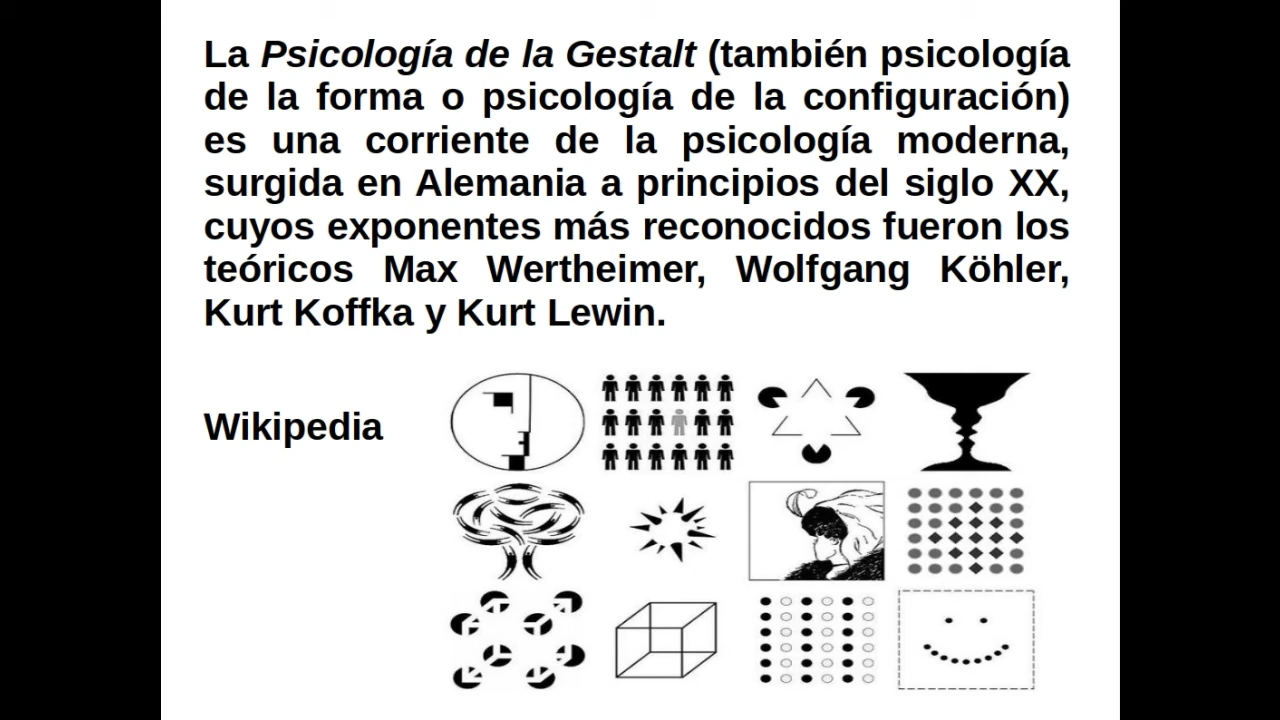 La Psicología de la Gestalt (también psicología
de la forma o psicología de la configuración)
es una corriente de la psicología moderna,
surgida en Alemania a principios del siglo XX,
cuyos exponentes más reconocidos fueron los
teóricos Max Wertheimer, Wolfgang Köhler,
Kurt Koffka y Kurt Lewin.
Wikipedia